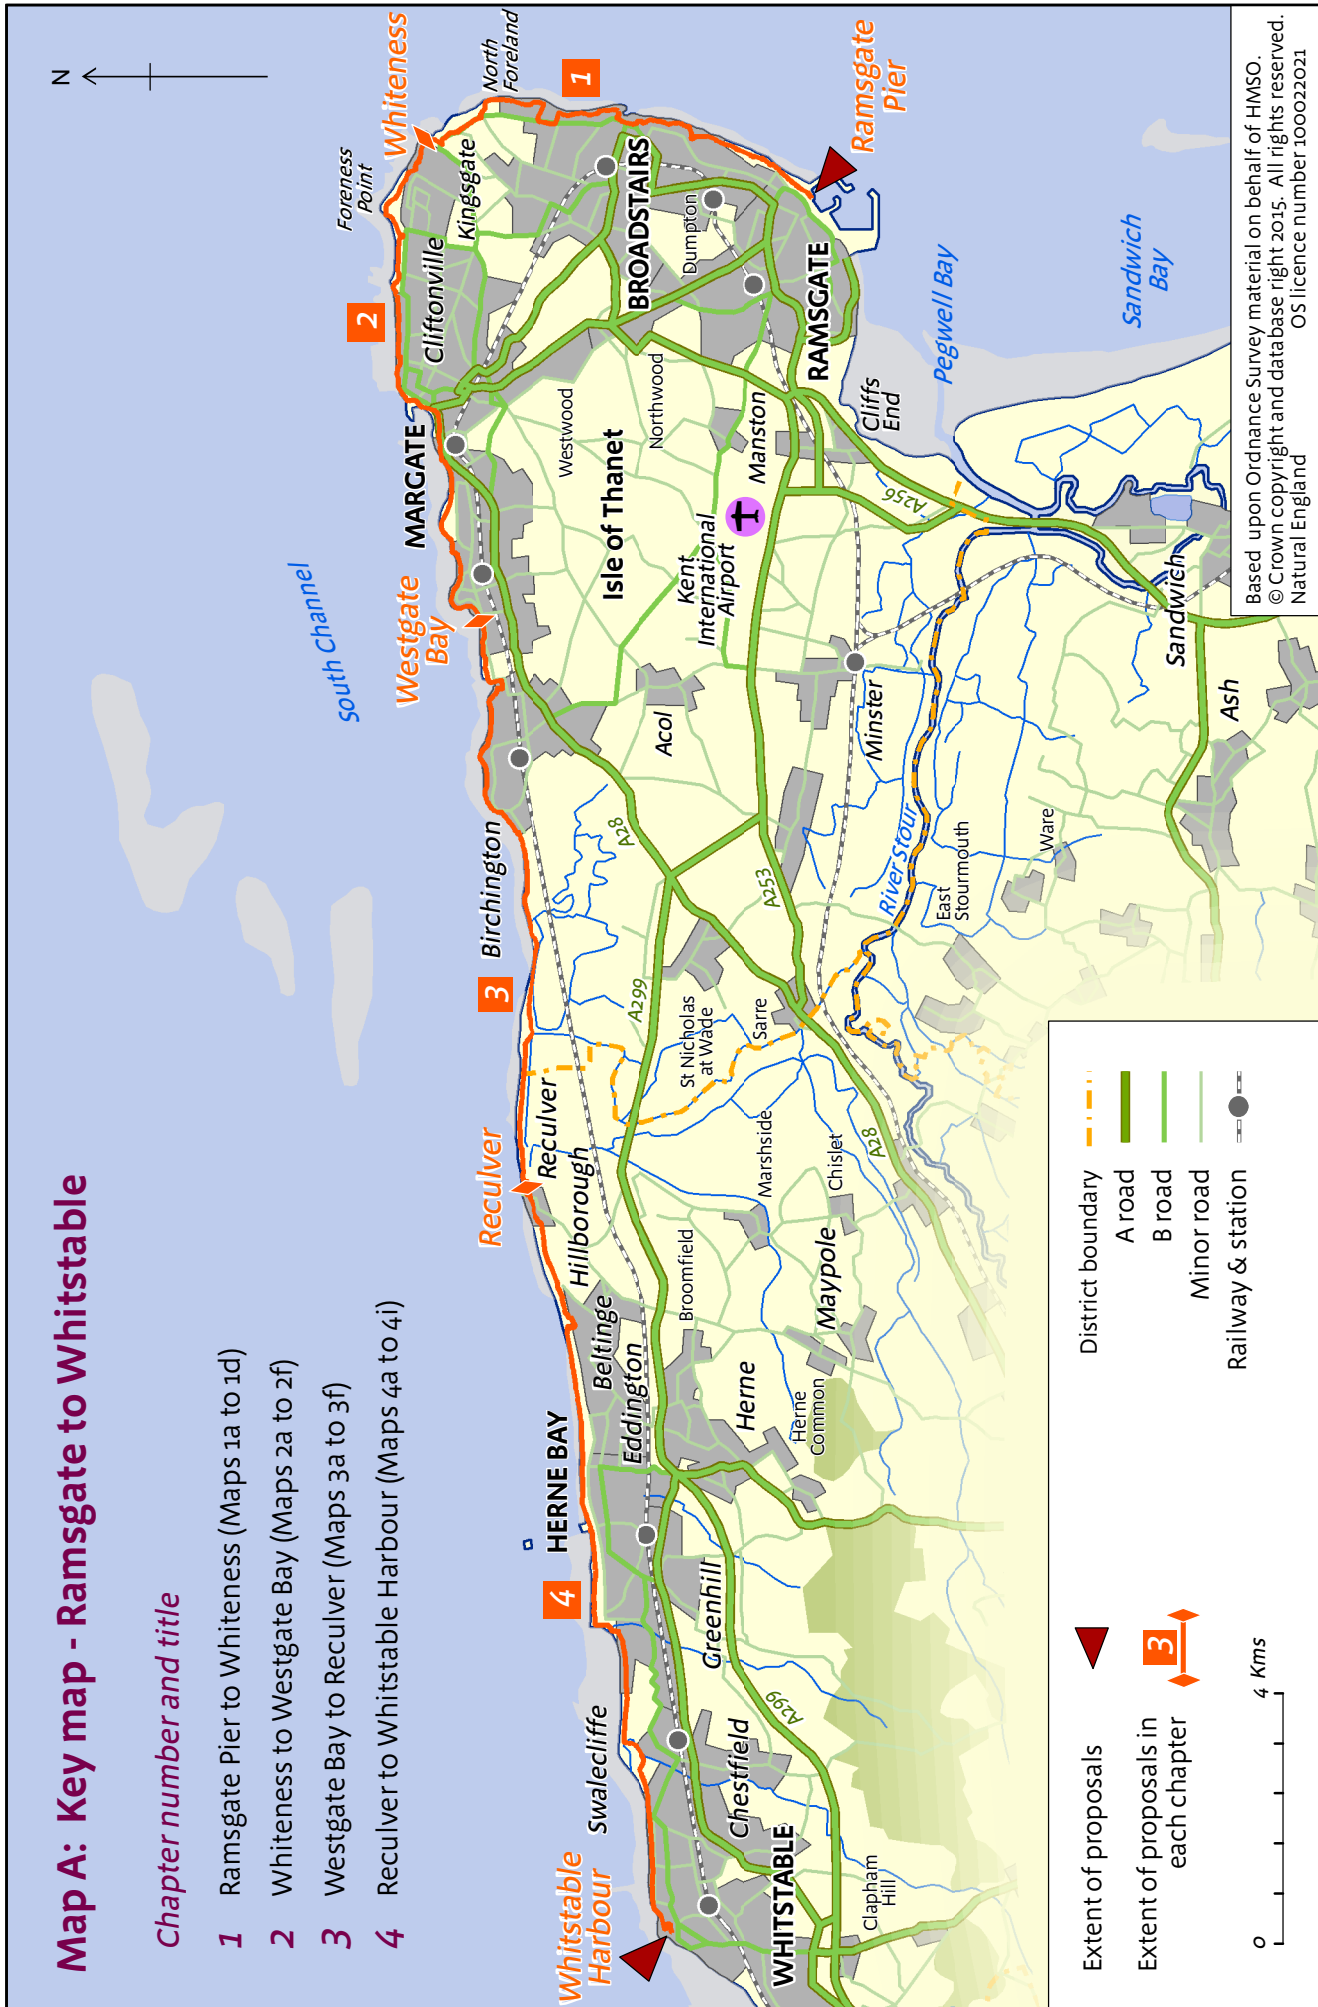 Map A: Key map - Ramsgate to Whitstable
Chapter number and title
1 Ramsgate Pier to Whiteness (Maps 1a to 1d)
2 Whiteness to Westgate Bay (Maps 2a to 2f)
3 Westgate Bay to Reculver (Maps 3a to 3f)
4 Reculver to Whitstable Harbour (Maps 4a to 4i)
N
South Channel
Foreness
Point
Whiteness
North
Foreland
1
2
Kingsgate
Cliftonville
MARGATE
Westgate
Bay
Birchington
3
Reculver
Reculver
Hillborough
Beltinge
Eddington
HERNE BAY
4
Swalecliffe
Whitstable
Harbour
WHITSTABLE
Chestfield
Greenhill
A299
Clapham
Hill
Herne
Herne
Common
Broomfield
Maypole
Marshside
Chislet
A28
Sarre
St Nicholas
at Wade
A299
A28
A253
Acol
Isle of Thanet
Westwood
Northwood
Manston
Kent
International
Airport
BROADSTAIRS
Dumpton
RAMSGATE
Ramsgate
Pier
Cliffs
End
Pegwell Bay
Sandwich
Bay
A256
Minster
River Stour
East
Stourmouth
Ware
Ash
Sandwich
Extent of proposals
Extent of proposals in
each chapter
3
0 4 Kms
District boundary
A road
B road
Minor road
Railway & station
Based upon Ordnance Survey material on behalf of HMSO.
© Crown copyright and database right 2015. All rights reserved.
Natural England OS licence number 100022021